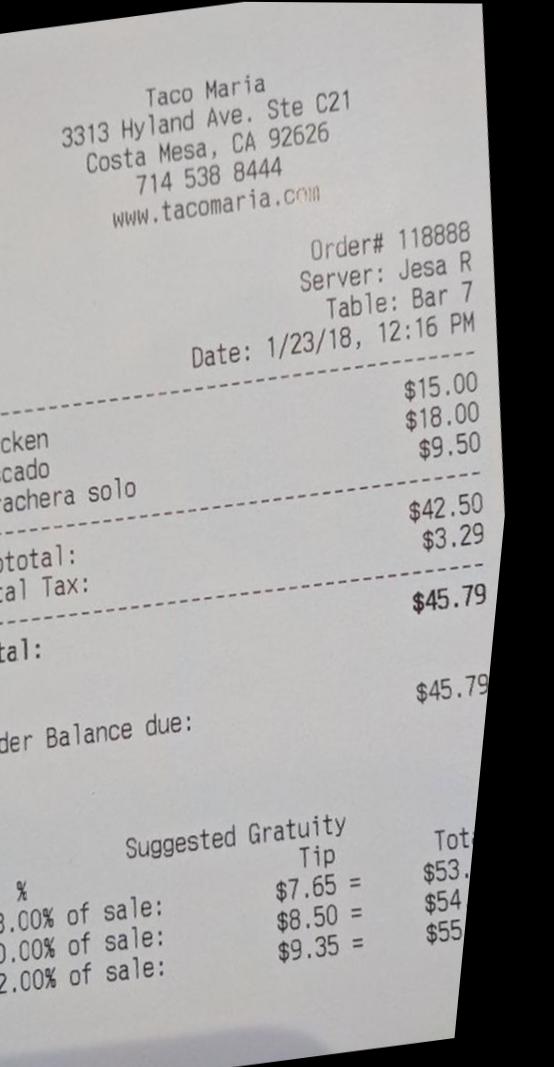 Taco Maria
3313 Hyland Ave. Ste C21
Costa Mesa, CA 92626
714 538 8444
www.tacomaria.com
Order# 118888
Server: Jesa R
Table: Bar 7
Date: 1/23/18, 12:16 PM
cken $15.00
cado $18.00
achera solo $9.50
total: $42.50
al Tax: $3.29
tal: $45.79
der Balance due: $45.79
Suggested Gratuity
% Tip Tot
.00% of sale: $7.65 = $53.
0.00% of sale: $8.50 = $54
2.00% of sale: $9.35 = $55